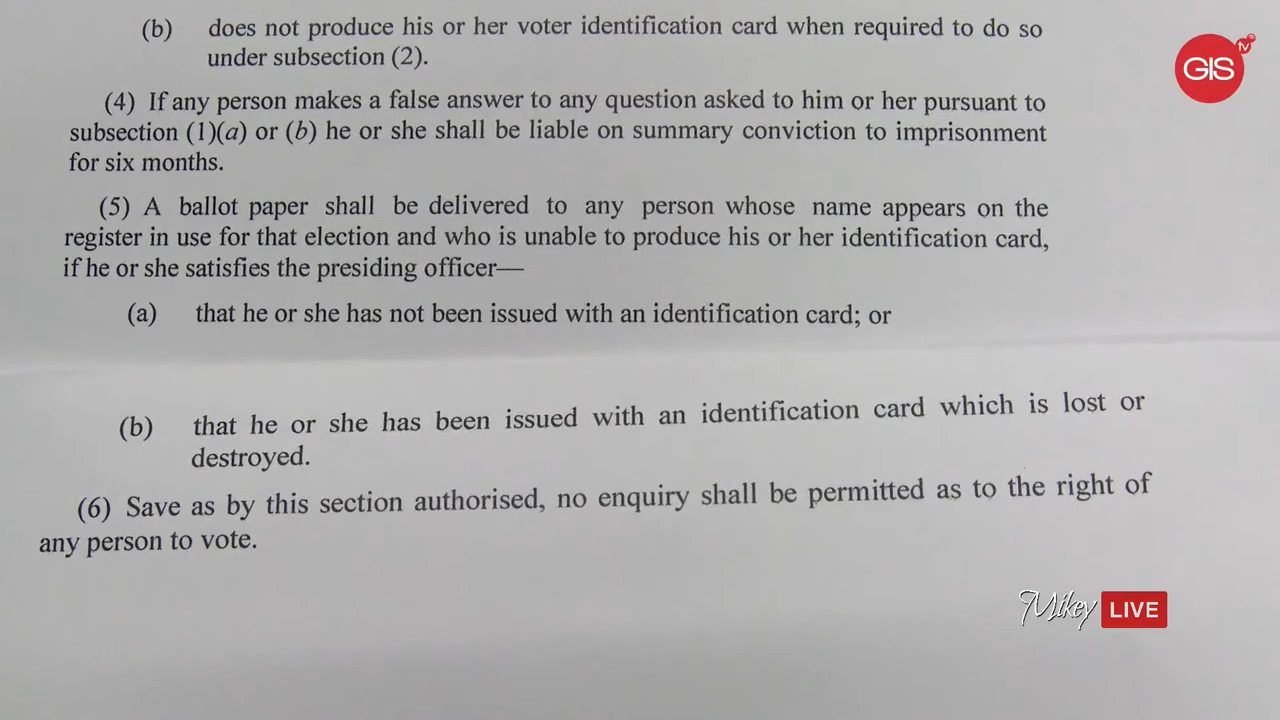 (b) does not produce his or her voter identification card when required to do so
under subsection (2).
GIS tv
(4) If any person makes a false answer to any question asked to him or her pursuant to
subsection (1)(a) or (b) he or she shall be liable on summary conviction to imprisonment
for six months.
(5) A ballot paper shall be delivered to any person whose name appears on the
register in use for that election and who is unable to produce his or her identification card,
if he or she satisfies the presiding officer—
(a) that he or she has not been issued with an identification card; or
(b) that he or she has been issued with an identification card which is lost or
destroyed.
(6) Save as by this section authorised, no enquiry shall be permitted as to the right of
any person to vote.
Mikey LIVE